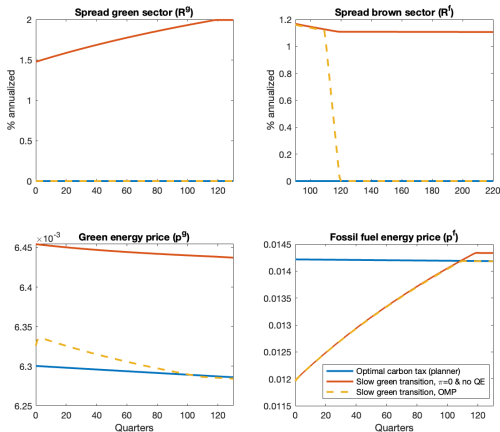 Spread green sector (R^g)
% annualized
2
1.5
1
0.5
0
0 20 40 60 80 100 120
Spread brown sector (R^f)
% annualized
1.2
1
0.8
0.6
0.4
0.2
0
100 120 140 160 180 200 220
Green energy price (p^g)
×10^-3
6.45
6.4
6.35
6.3
6.25
0 20 40 60 80 100 120
Quarters
Fossil fuel energy price (p^f)
0.0145
0.014
0.0135
0.013
0.0125
0.012
0.0115
Optimal carbon tax (planner)
Slow green transition, π=0 & no QE
Slow green transition, OMP
0 20 40 60 80 100 120
Quarters